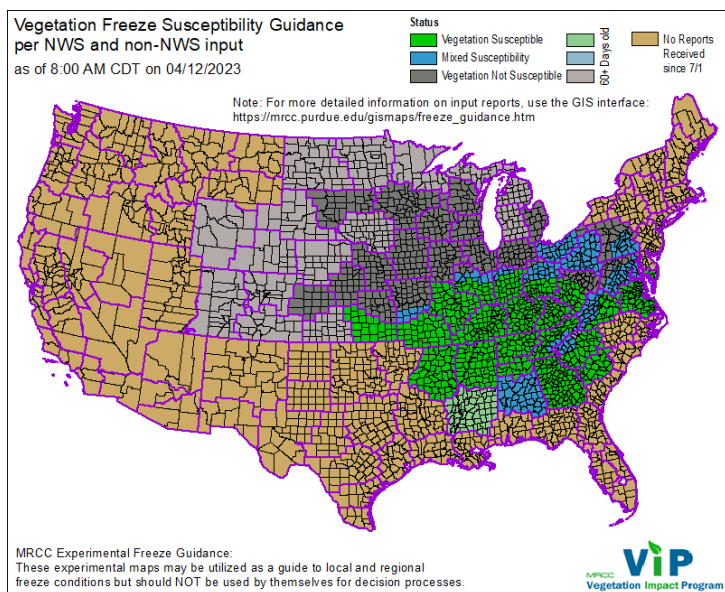 Vegetation Freeze Susceptibility Guidance
per NWS and non-NWS input
as of 8:00 AM CDT on 04/12/2023
Status
Vegetation Susceptible
Mixed Susceptibility
Vegetation Not Susceptible
60+ Days old
No Reports
Received
since 7/1
Note: For more detailed information on input reports, use the GIS interface:
https://mrcc.purdue.edu/gismaps/freeze_guidance.htm
MRCC Experimental Freeze Guidance:
These experimental maps may be utilized as a guide to local and regional
freeze conditions but should NOT be used by themselves for decision processes.
MRCC ViP
Vegetation Impact Program